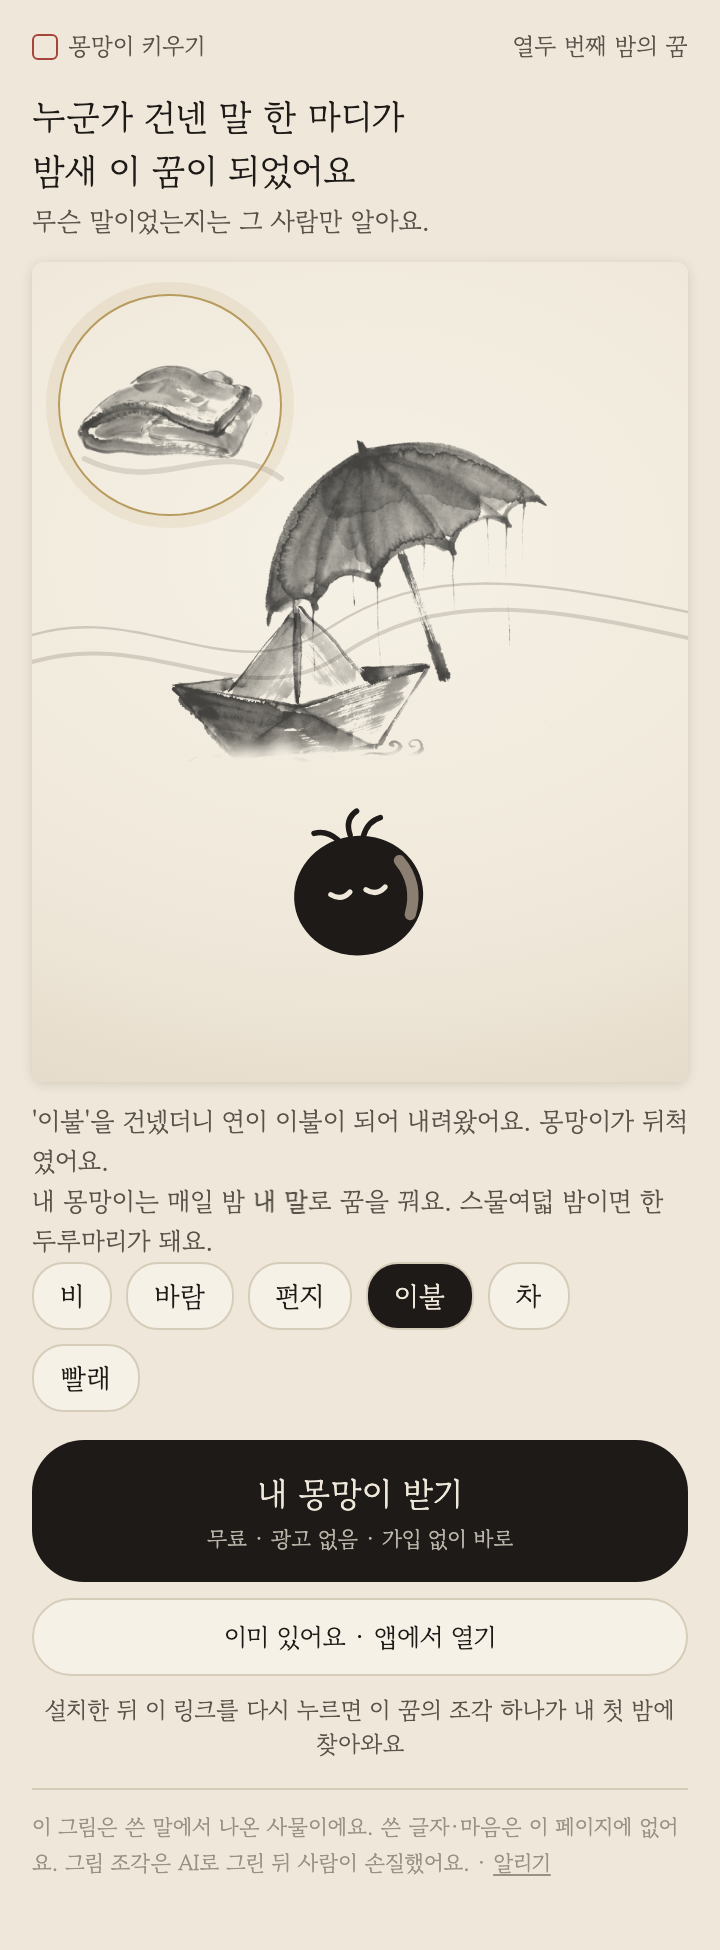 몽망이 키우기
열두 번째 밤의 꿈
누군가 건넨 말 한 마디가
밤새 이 꿈이 되었어요
무슨 말이었는지는 그 사람만 알아요.
'이불'을 건넸더니 연이 이불이 되어 내려왔어요. 몽망이가 뒤척
였어요.
내 몽망이는 매일 밤 내 말로 꿈을 꿔요. 스물여덟 밤이면 한
두루마리가 돼요.
비
바람
편지
이불
차
빨래
내 몽망이 받기
무료 · 광고 없음 · 가입 없이 바로
이미 있어요 · 앱에서 열기
설치한 뒤 이 링크를 다시 누르면 이 꿈의 조각 하나가 내 첫 밤에
찾아와요
이 그림은 쓴 말에서 나온 사물이에요. 쓴 글자·마음은 이 페이지에 없어
요. 그림 조각은 AI로 그린 뒤 사람이 손질했어요. · 알리기